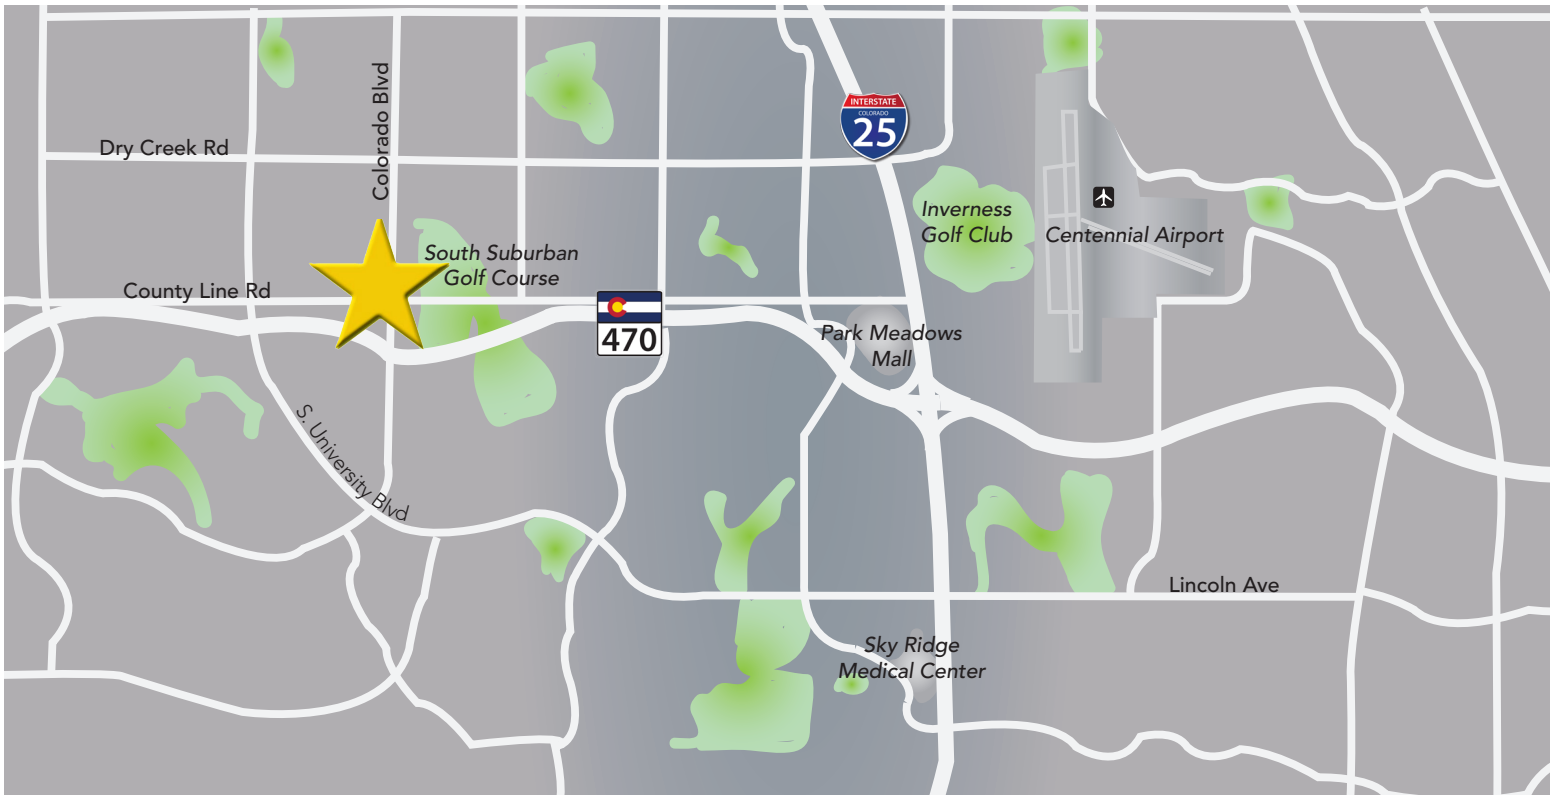 Colorado Blvd
INTERSTATE
COLORADO
25
Dry Creek Rd
Inverness
Golf Club
Centennial Airport
South Suburban
Golf Course
County Line Rd
470
Park Meadows
Mall
S. University Blvd
Lincoln Ave
Sky Ridge
Medical Center